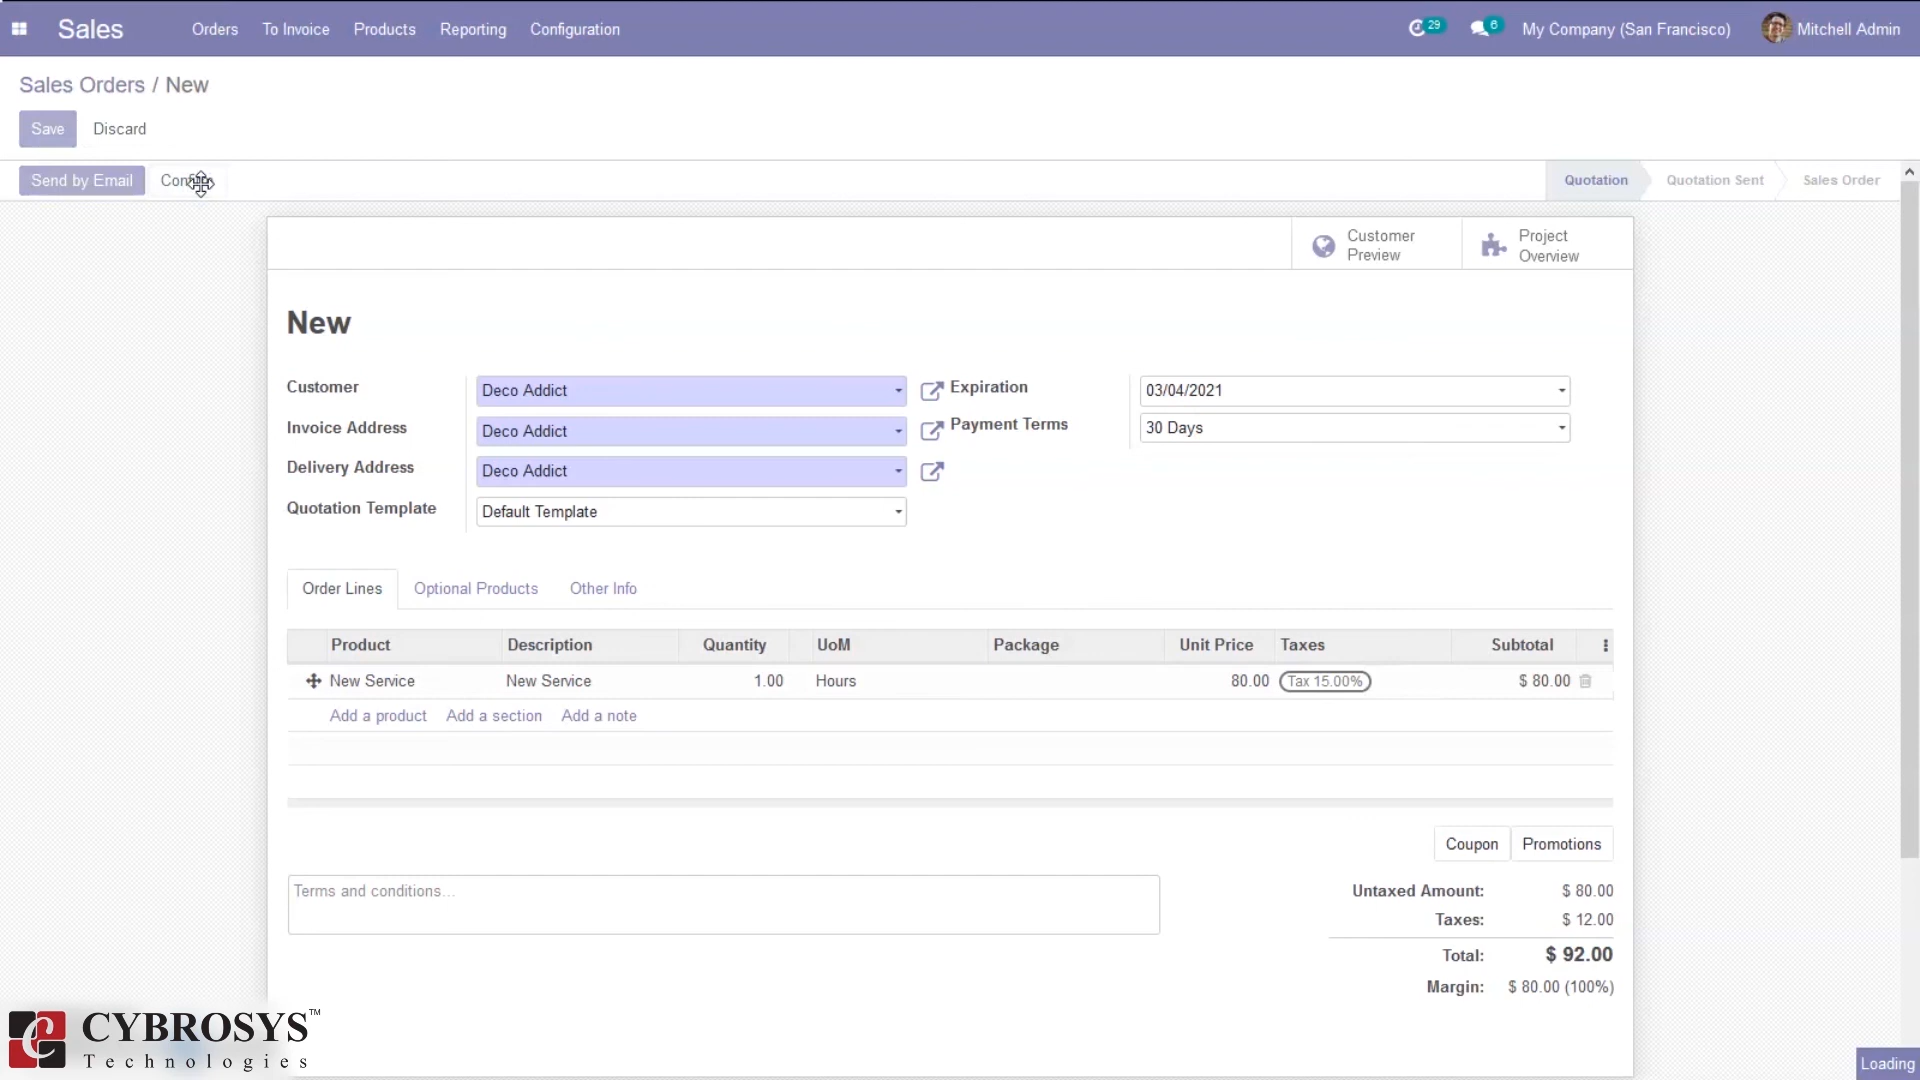 Sales Orders To Invoice Products Reporting Configuration 29 6 My Company (San Francisco) Mitchell Admin
Sales Orders / New
Save Discard
Send by Email Quotation Quotation Sent Sales Order
Customer Preview
Project Overview
New
Customer Deco Addict Expiration 03/04/2021
Invoice Address Deco Addict Payment Terms 30 Days
Delivery Address Deco Addict
Quotation Template Default Template
Order Lines Optional Products Other Info
Product Description Quantity UoM Package Unit Price Taxes Subtotal
New Service New Service 1.00 Hours 80.00 Tax 15.00% $ 80.00
Add a product Add a section Add a note
Coupon Promotions
Terms and conditions...
Untaxed Amount: $ 80.00
Taxes: $ 12.00
Total: $ 92.00
Margin: $ 80.00 (100%)
CYBROSYS™
Technologies
Loading